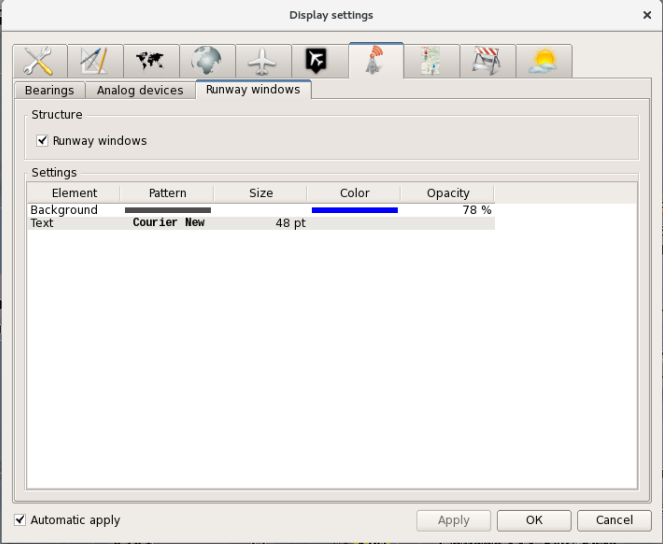 Display settings
Bearings Analog devices Runway windows
Structure
Runway windows
Settings
Element Pattern Size Color Opacity
Background 78 %
Text Courier New 48 pt
Automatic apply Apply OK Cancel